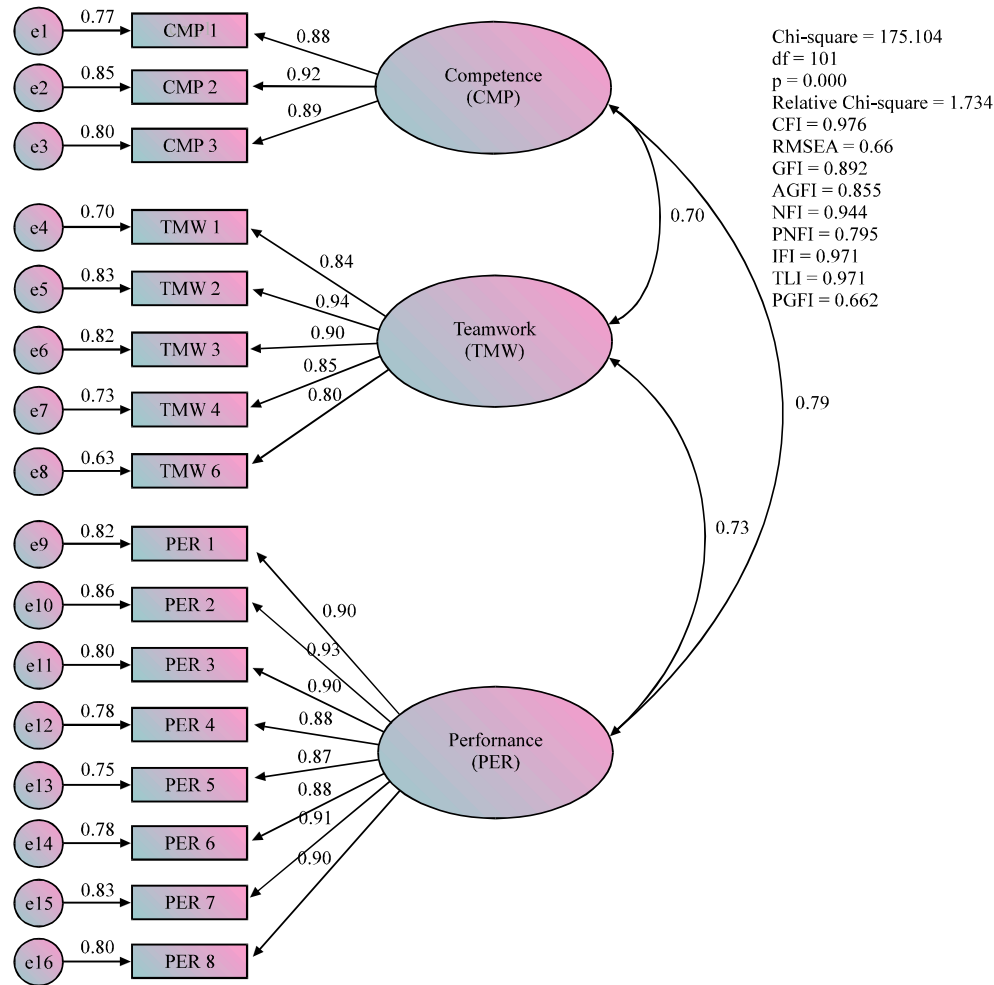 e1
0.77
CMP 1
0.88
e2
0.85
CMP 2
0.92
e3
0.80
CMP 3
0.89
Competence
(CMP)
e4
0.70
TMW 1
0.84
e5
0.83
TMW 2
0.94
e6
0.82
TMW 3
0.90
e7
0.73
TMW 4
0.85
e8
0.63
TMW 6
0.80
Teamwork
(TMW)
e9
0.82
PER 1
0.90
e10
0.86
PER 2
0.93
e11
0.80
PER 3
0.90
e12
0.78
PER 4
0.88
e13
0.75
PER 5
0.87
e14
0.78
PER 6
0.88
e15
0.83
PER 7
0.91
e16
0.80
PER 8
0.90
Perfornance
(PER)
0.70
0.79
0.73
Chi-square = 175.104
df = 101
p = 0.000
Relative Chi-square = 1.734
CFI = 0.976
RMSEA = 0.66
GFI = 0.892
AGFI = 0.855
NFI = 0.944
PNFI = 0.795
IFI = 0.971
TLI = 0.971
PGFI = 0.662